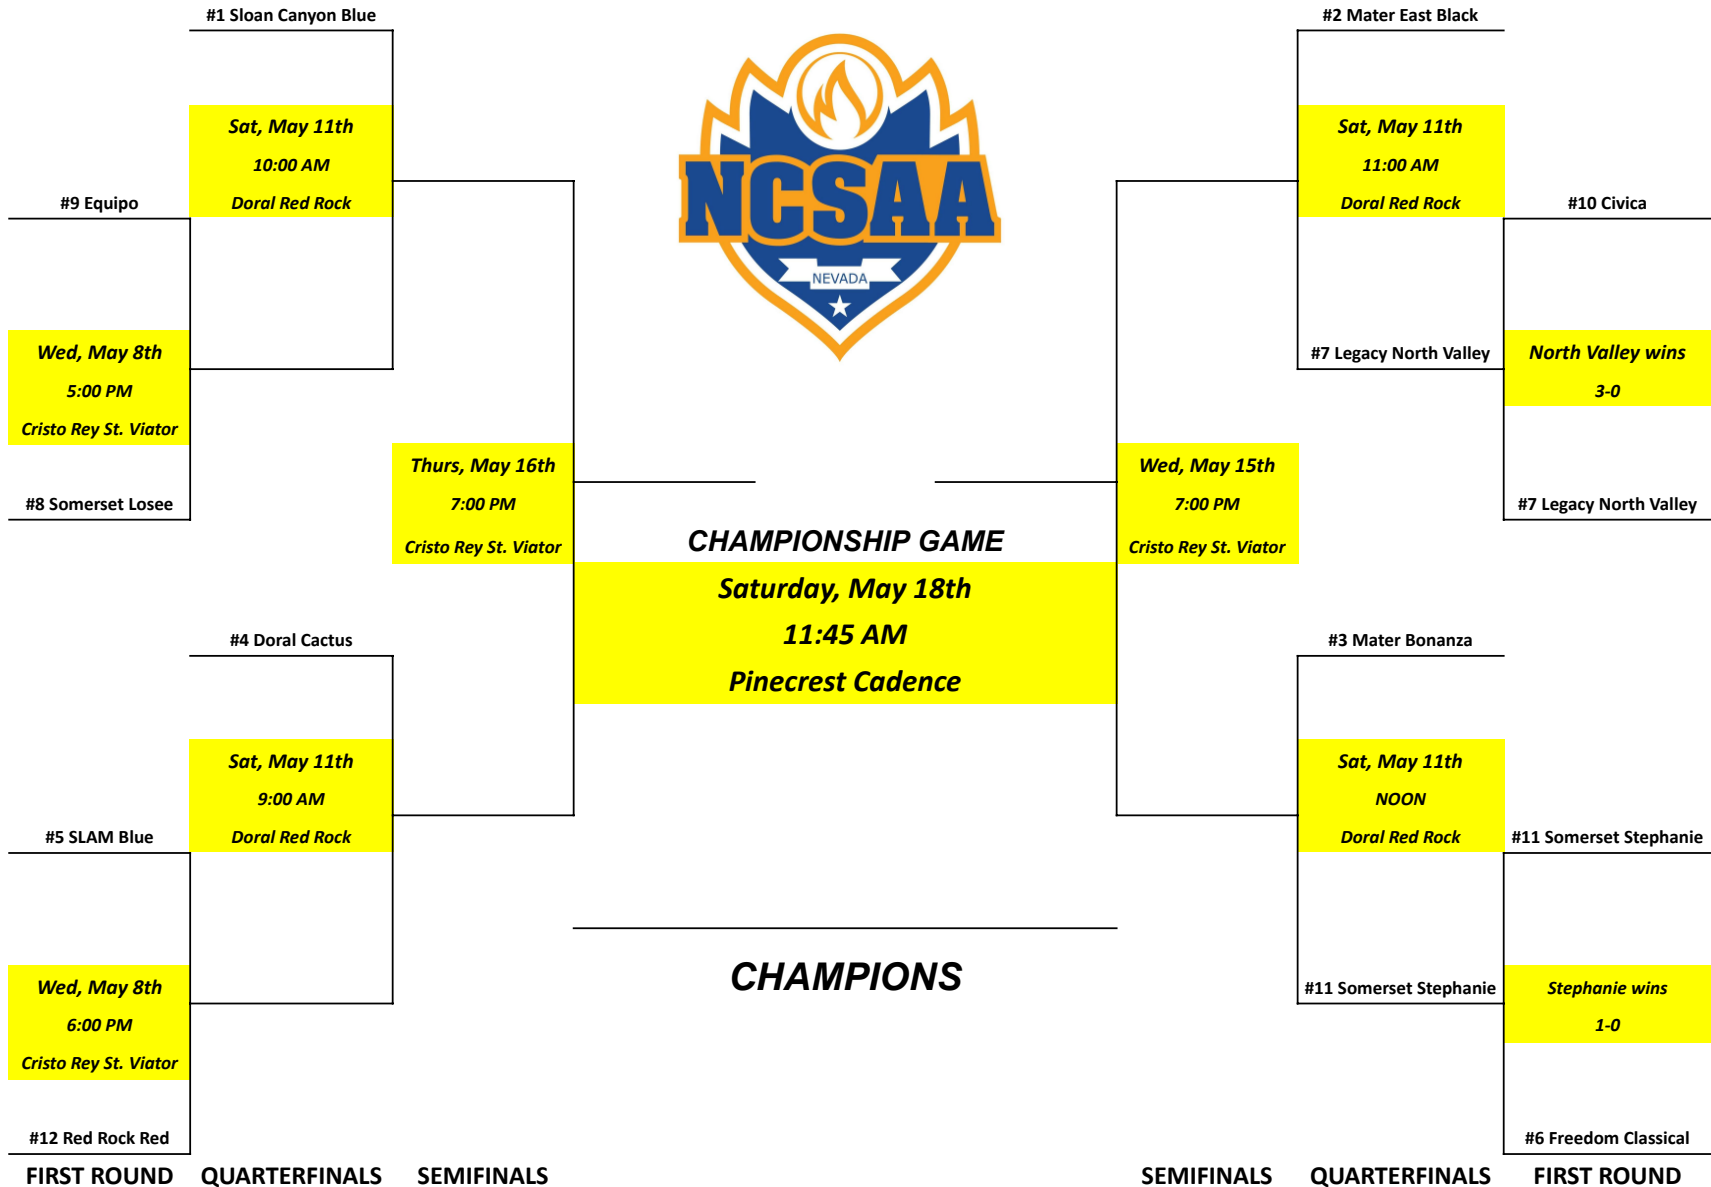 #1 Sloan Canyon Blue
#2 Mater East Black
Sat, May 11th
10:00 AM
Doral Red Rock
#9 Equipo
Wed, May 8th
5:00 PM
Cristo Rey St. Viator
#8 Somerset Losee
Thurs, May 16th
7:00 PM
Cristo Rey St. Viator
#4 Doral Cactus
Sat, May 11th
9:00 AM
Doral Red Rock
#5 SLAM Blue
Wed, May 8th
6:00 PM
Cristo Rey St. Viator
#12 Red Rock Red
NCSAA
NEVADA
CHAMPIONSHIP GAME
Saturday, May 18th
11:45 AM
Pinecrest Cadence
CHAMPIONS
Sat, May 11th
11:00 AM
Doral Red Rock
#10 Civica
#7 Legacy North Valley
North Valley wins
3-0
#7 Legacy North Valley
Wed, May 15th
7:00 PM
Cristo Rey St. Viator
#3 Mater Bonanza
Sat, May 11th
NOON
Doral Red Rock
#11 Somerset Stephanie
#11 Somerset Stephanie
Stephanie wins
1-0
#6 Freedom Classical
FIRST ROUND QUARTERFINALS SEMIFINALS SEMIFINALS QUARTERFINALS FIRST ROUND